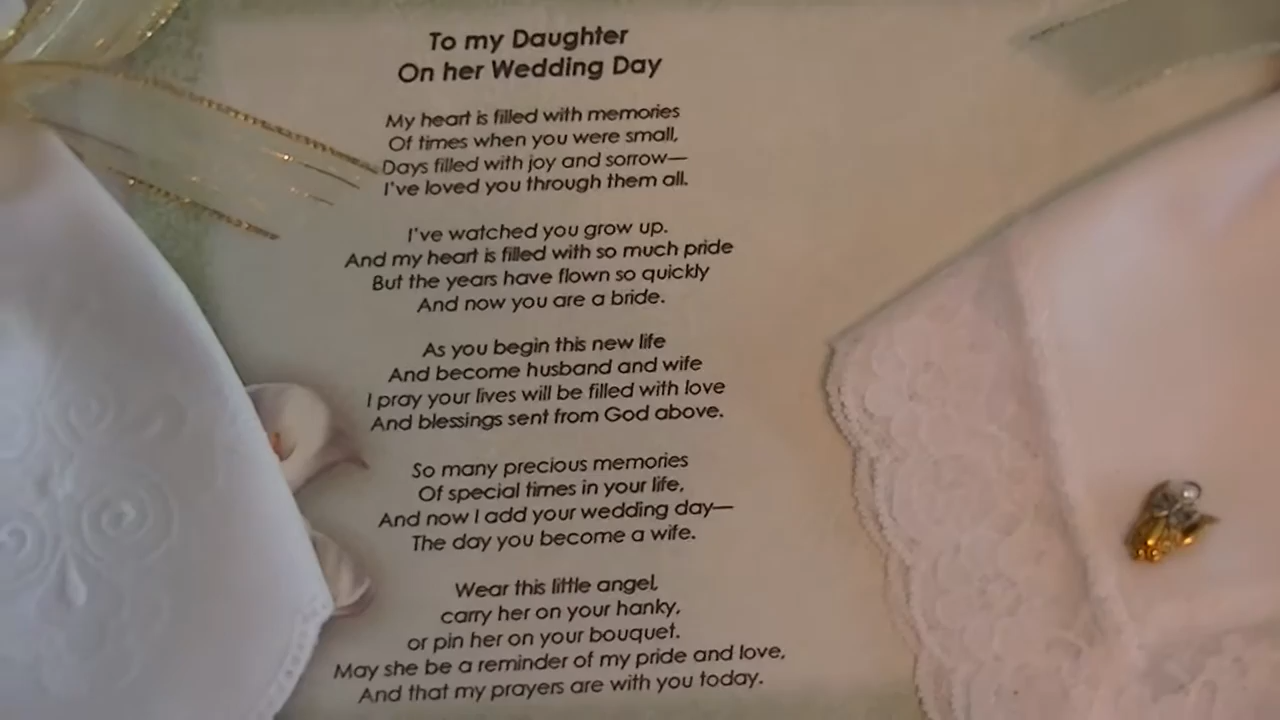 To my Daughter
On her Wedding Day
My heart is filled with memories
Of times when you were small,
Days filled with joy and sorrow—
I've loved you through them all.
I've watched you grow up.
And my heart is filled with so much pride
But the years have flown so quickly
And now you are a bride.
As you begin this new life
And become husband and wife
I pray your lives will be filled with love
And blessings sent from God above.
So many precious memories
Of special times in your life,
And now I add your wedding day—
The day you become a wife.
Wear this little angel,
carry her on your hanky,
or pin her on your bouquet.
May she be a reminder of my pride and love,
And that my prayers are with you today.